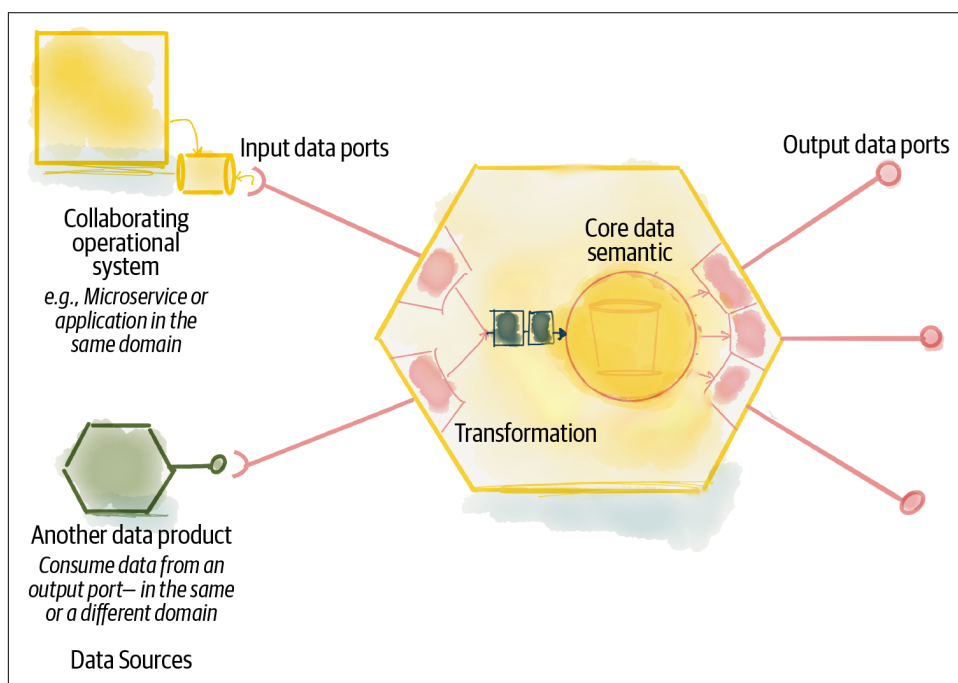 Input data ports
Output data ports
Collaborating
operational
system
e.g., Microservice or
application in the
same domain
Core data
semantic
Transformation
Another data product
Consume data from an
output port— in the same
or a different domain
Data Sources